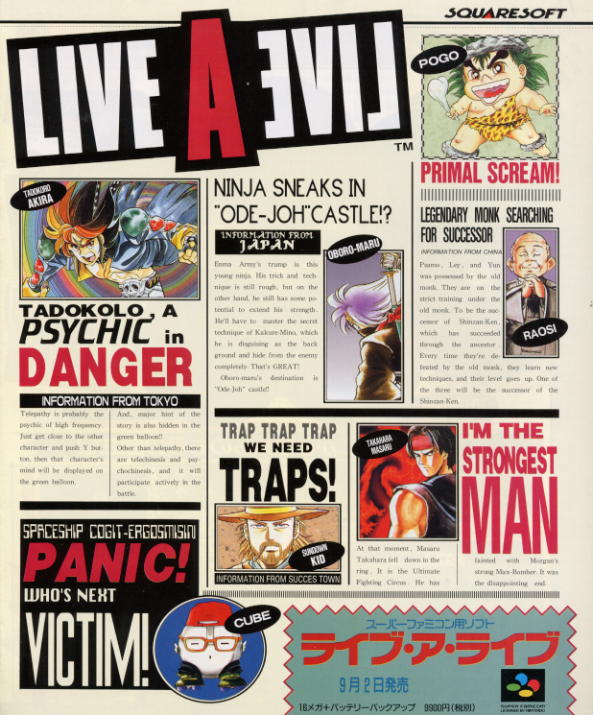 SQUARESOFT
LIVE A LIVE
TM
POGO
PRIMAL SCREAM!
TADOKORO
AKIRA
TADOKOLO, A
PSYCHIC in
DANGER
INFORMATION FROM TOKYO
Telepathy is probably the
psychic of high frequency.
Just get close to the other
character and push Y but-
ton, then that character's
mind will be displayed on
the green balloon.
And, major hint of the
story is also hidden in the
green balloon!!
Other than telepathy, there
are telechinesis and psy-
chochinesis, and it will
participate actively in the
battle.
NINJA SNEAKS IN
"ODE-JOH"CASTLE!?
INFORMATION FROM
JAPAN
OBORO-MARU
Enma Army's trump is this
young ninja. His trick and tech-
nique is still rough, but on the
other hand, he still has some po-
tential to extend his strength.
He'll have to master the secret
technique of Kakure-Mino, which
he is disguising as the back
ground and hide from the enemy
completely. That's GREAT!
Oboro-maru's destination is
"Ode Joh" castle!!
LEGENDARY MONK SEARCHING
FOR SUCCESSOR
INFORMATION FROM CHINA
RAOSI
Ley, and Yun
was possessed by the old
monk. They are on the
strict training under the
old monk. To be the suc-
cessor of Shinzan-Ken,
which has succeeded
through the ancestor
Every time they're de-
feated by the old monk, they learn new
techniques, and their level goes up. One of
the three will be the successor of the
Shinzan-Ken.
TRAP TRAP TRAP
WE NEED
TRAPS!
SUNDOWN
KID
INFORMATION FROM SUCCES TOWN
TAKAHARA
MASARU
I'M THE
STRONGEST
MAN
At that moment, Masaru
Takahara fell down in the
ring. It is the Ultimate
Fighting Circus. He has
fainted with Morgan's
strong Max-Bomber. It was
the disappointing end.
SPACESHIP COGIT-ERGOSMISIN
PANIC!
WHO'S NEXT
VICTIM!
CUBE
スーパーファミコン用ソフト
ライブ・ア・ライブ
9月2日発売
16メガ+バッテリーバックアップ 9900円(税別)
SUPER FAMICOM
LICENSED BY NINTENDO